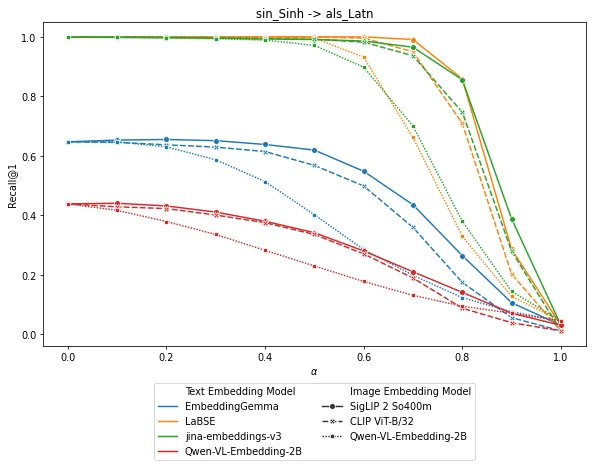 sin_Sinh -> als_Latn
Recall@1
1.0
0.8
0.6
0.4
0.2
0.0
0.0 0.2 0.4 0.6 0.8 1.0
α
Text Embedding Model
EmbeddingGemma
LaBSE
jina-embeddings-v3
Qwen-VL-Embedding-2B
Image Embedding Model
SigLIP 2 So400m
CLIP ViT-B/32
Qwen-VL-Embedding-2B